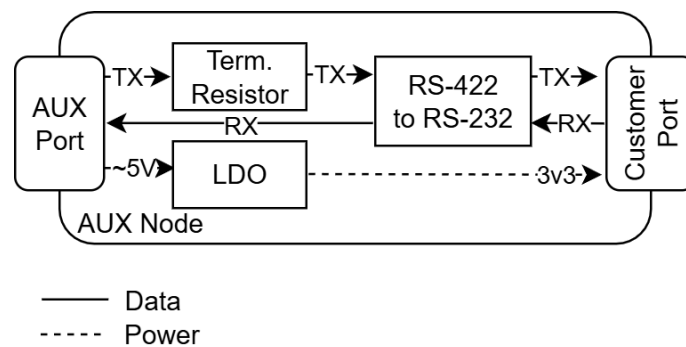 AUX
Port
TX
Term.
Resistor
TX
RS-422
to RS-232
TX
RX
RX
~5V
LDO
3v3
Customer
Port
AUX Node
Data
Power